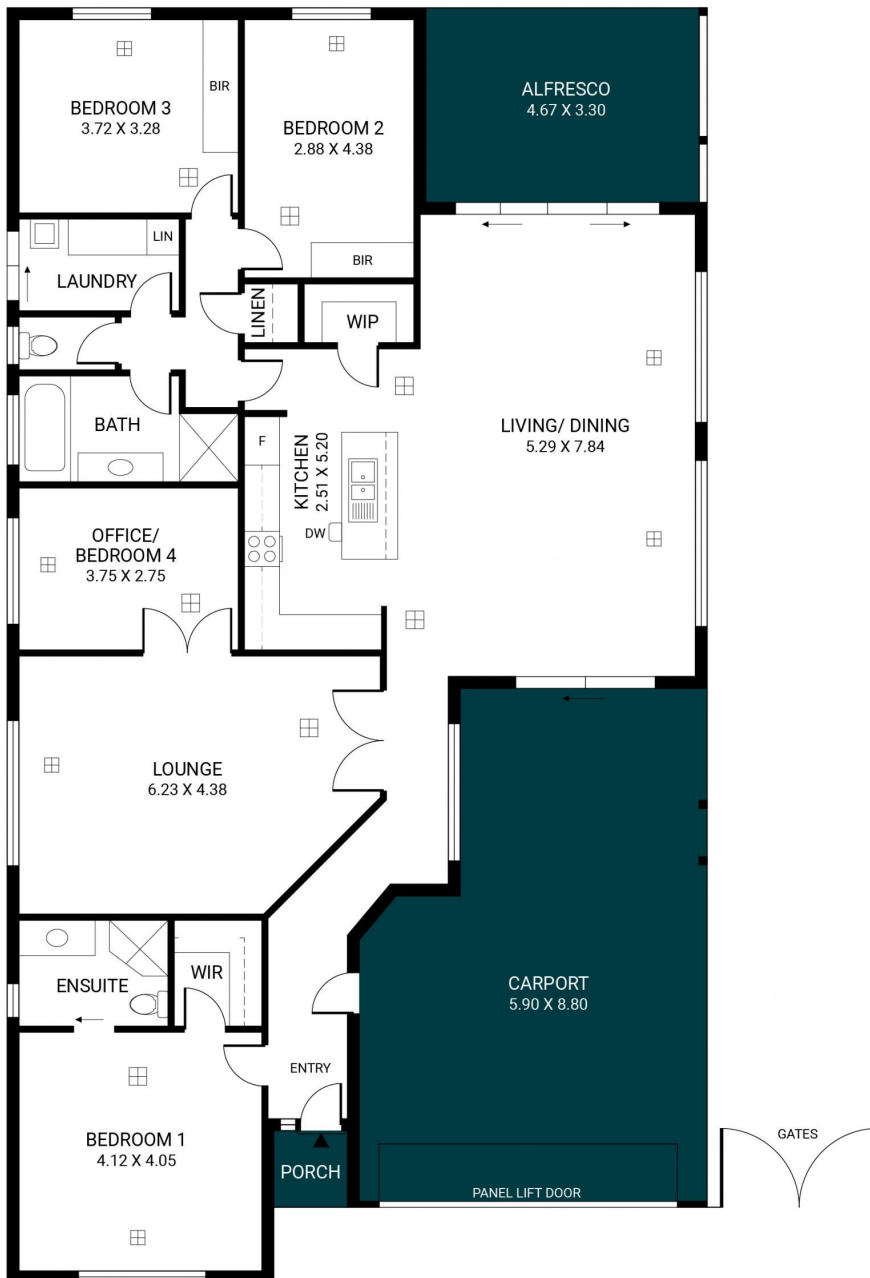 BEDROOM 3
3.72 X 3.28
BIR
BEDROOM 2
2.88 X 4.38
BIR
ALFRESCO
4.67 X 3.30
LIN
LAUNDRY
LINEN
WIP
BATH
F
KITCHEN
2.51 X 5.20
DW
LIVING/ DINING
5.29 X 7.84
OFFICE/
BEDROOM 4
3.75 X 2.75
LOUNGE
6.23 X 4.38
ENSUITE
WIR
CARPORT
5.90 X 8.80
ENTRY
BEDROOM 1
4.12 X 4.05
PORCH
PANEL LIFT DOOR
GATES